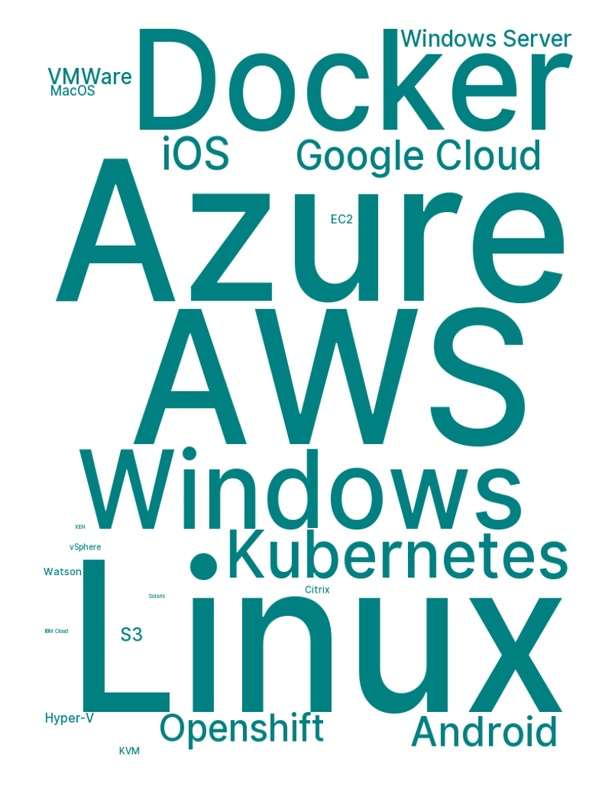 Windows Server
Docker
VMWare
MacOS
iOS
Google Cloud
Azure
EC2
AWS
Windows
XEN
Kubernetes
vSphere
Watson
Citrix
Solaris
Linux
IBM Cloud
S3
Hyper-V
Openshift
Android
KVM